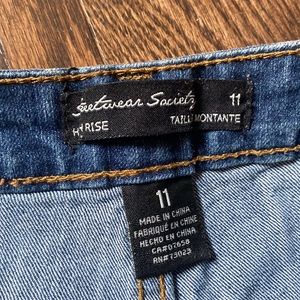 Streetwear Society 11
RISE TAILLE MONTANTE
11
MADE IN CHINA
FABRIQUÉ EN CHINE
HECHO EN CHINA
CA#07658
RN#73023